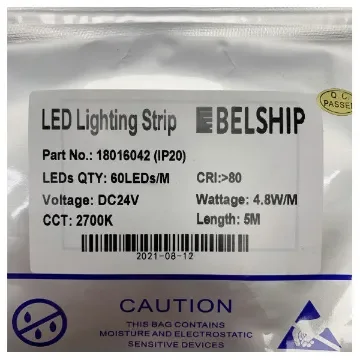 Q.C.
PASSED
LED Lighting Strip BELSHIP
Part No.: 18016042 (IP20)
LEDs QTY: 60LEDs/M CRI:>80
Voltage: DC24V Wattage: 4.8W/M
CCT: 2700K Length: 5M
2021-08-12
CAUTION
THIS BAG CONTAINS
MOISTURE AND ELECTROSTATIC
SENSITIVE DEVICES